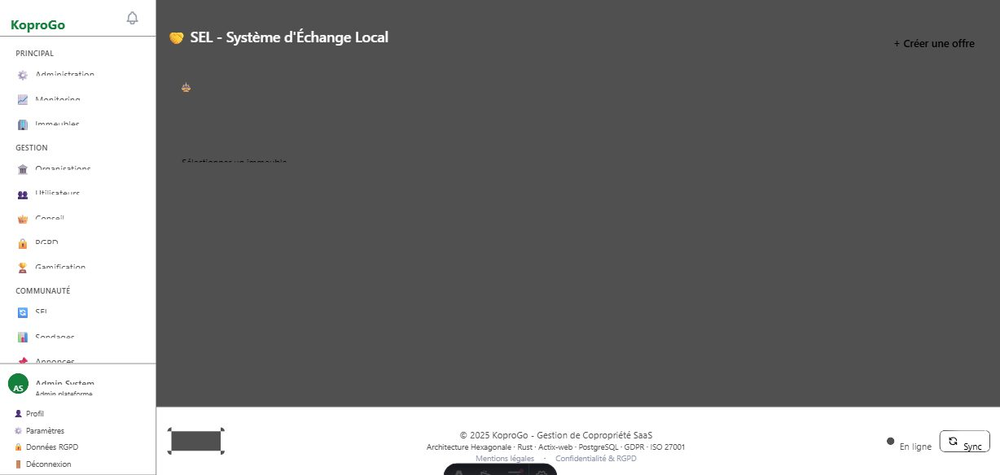 KoproGo
PRINCIPAL
Administration
Monitoring
Immeubles
GESTION
Organisations
Utilisateurs
Conseil
RGPD
Gamification
COMMUNAUTÉ
SEL
Sondages
Annonces
AS
Admin System
Admin plateforme
Profil
Paramètres
Données RGPD
Déconnexion
SEL - Système d'Échange Local
+ Créer une offre
Sélectionner un immeuble
© 2025 KoproGo - Gestion de Copropriété SaaS
Architecture Hexagonale · Rust · Actix-web · PostgreSQL · GDPR · ISO 27001
Mentions légales · Confidentialité & RGPD
En ligne
Sync